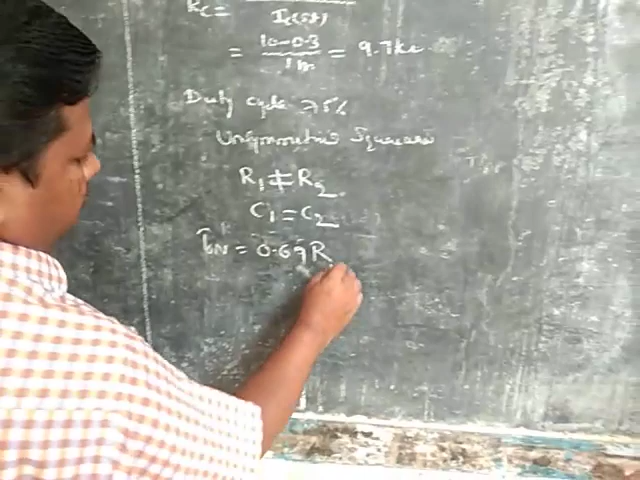 Rc =
Ic(sat)
= 10-0.3 / 1m = 9.7kΩ
Duty cycle 75%
Unsymmetrical Squarewave
R1 ≠ R2
C1 = C2
TON = 0.69R